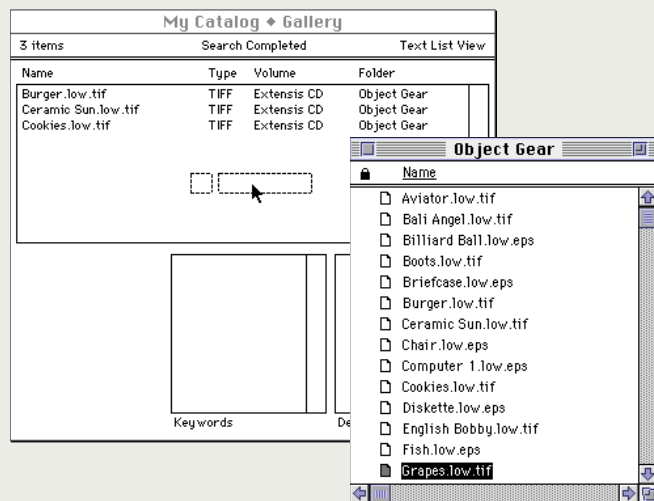 My Catalog ◆ Gallery
3 items Search Completed Text List View
Name Type Volume Folder
Burger.low.tif TIFF Extensis CD Object Gear
Ceramic Sun.low.tif TIFF Extensis CD Object Gear
Cookies.low.tif TIFF Extensis CD Object Gear
Keywords De
Object Gear
Name
Aviator.low.tif
Bali Angel.low.tif
Billiard Ball.low.eps
Boots.low.tif
Briefcase.low.eps
Burger.low.tif
Ceramic Sun.low.tif
Chair.low.eps
Computer 1.low.eps
Cookies.low.tif
Diskette.low.eps
English Bobby.low.tif
Fish.low.eps
Grapes.low.tif